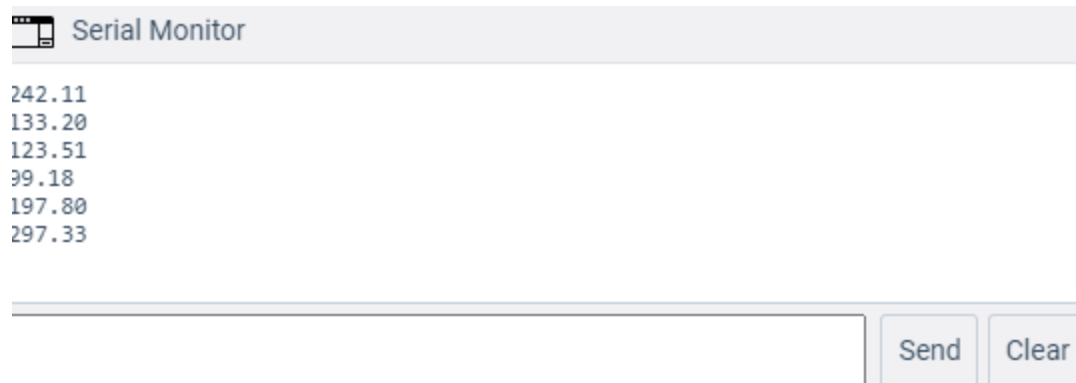 Serial Monitor
242.11
133.20
123.51
99.18
197.80
297.33
Send
Clear